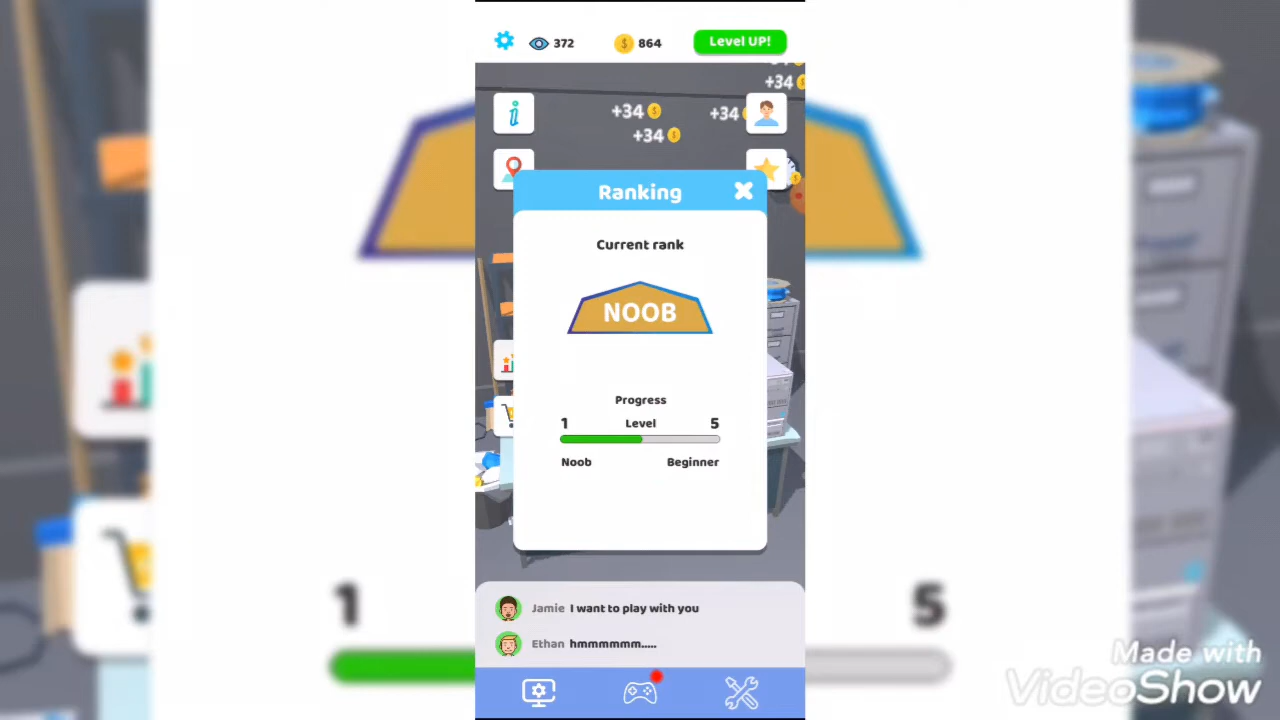 372
864
Level UP!
+34
+34
+34
+34
Ranking
Current rank
NOOB
Progress
1 Level 5
Noob Beginner
Jamie I want to play with you
Ethan hmmmmmm.....
1
5
Made with
VideoShow